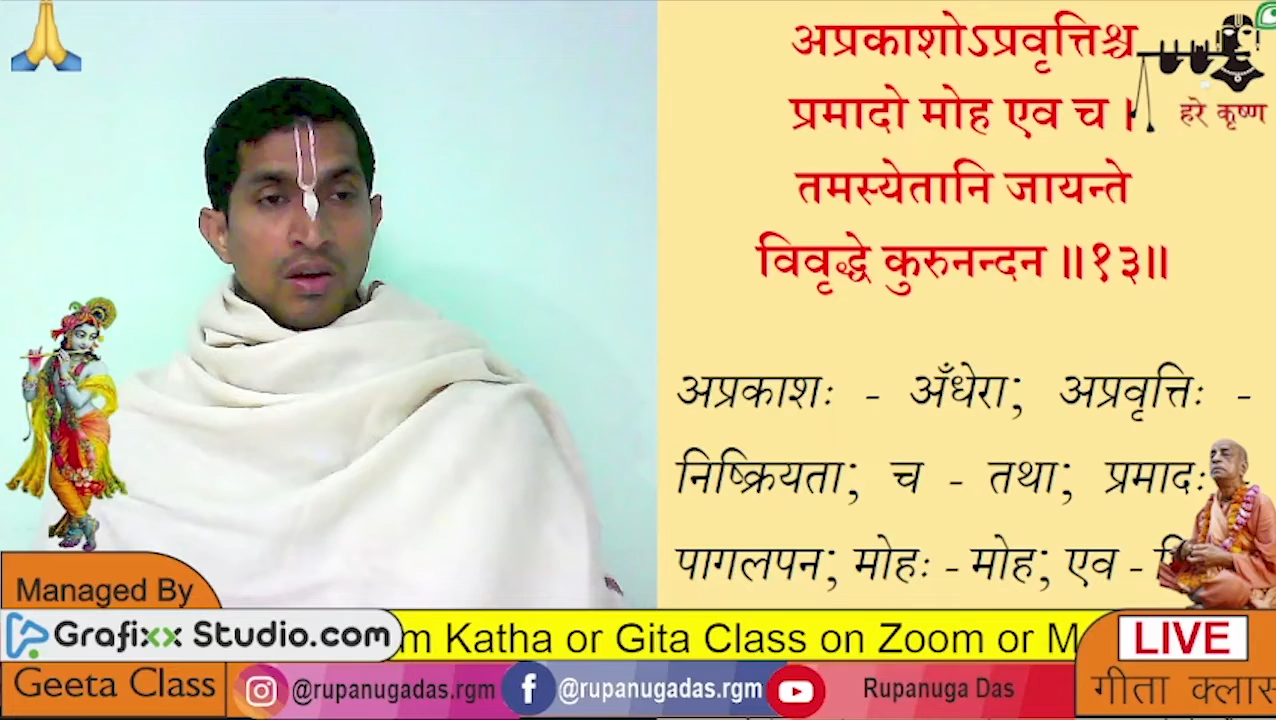 अप्रकाशोऽप्रवृत्तिश्च
प्रमादो मोह एव च ।
तमस्येतानि जायन्ते
विवृद्धे कुरुनन्दन ॥१३॥
हरे कृष्ण
अप्रकाशः - अँधेरा; अप्रवृत्तिः -
निष्क्रियता; च - तथा; प्रमादः
पागलपन; मोहः - मोह; एव -
Managed By
Grafixx Studio.com
Katha or Gita Class on Zoom or
LIVE
Geeta Class
@rupanugadas.rgm
@rupanugadas.rgm
Rupanuga Das
गीता क्लास